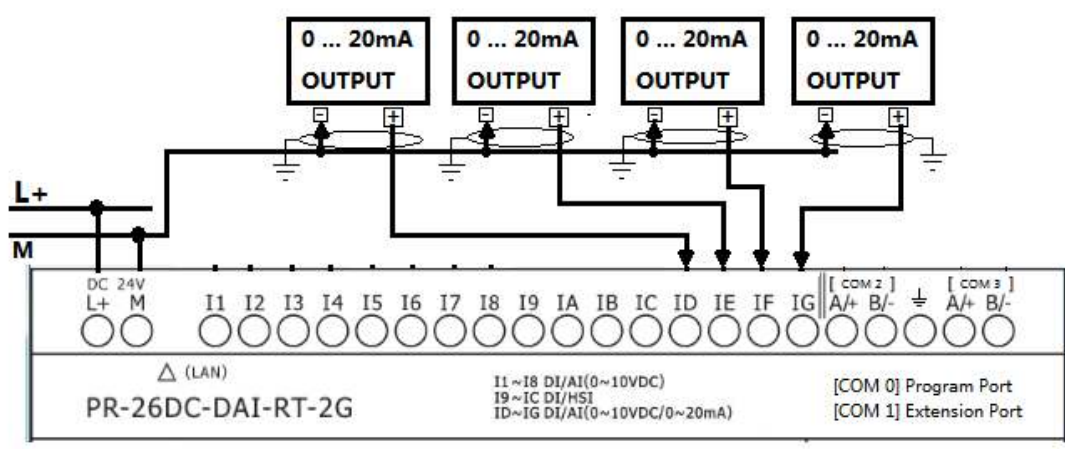 0 ... 20mA 0 ... 20mA 0 ... 20mA 0 ... 20mA
OUTPUT OUTPUT OUTPUT OUTPUT
- + - + - + - +
L+
M
DC 24V [ COM 2 ] [ COM 3 ]
L+ M I1 I2 I3 I4 I5 I6 I7 I8 I9 IA IB IC ID IE IF IG A/+ B/- A/+ B/-
(LAN)
PR-26DC-DAI-RT-2G
I1~I8 DI/AI(0~10VDC)
I9~IC DI/HSI
ID~IG DI/AI(0~10VDC/0~20mA)
[COM 0] Program Port
[COM 1] Extension Port